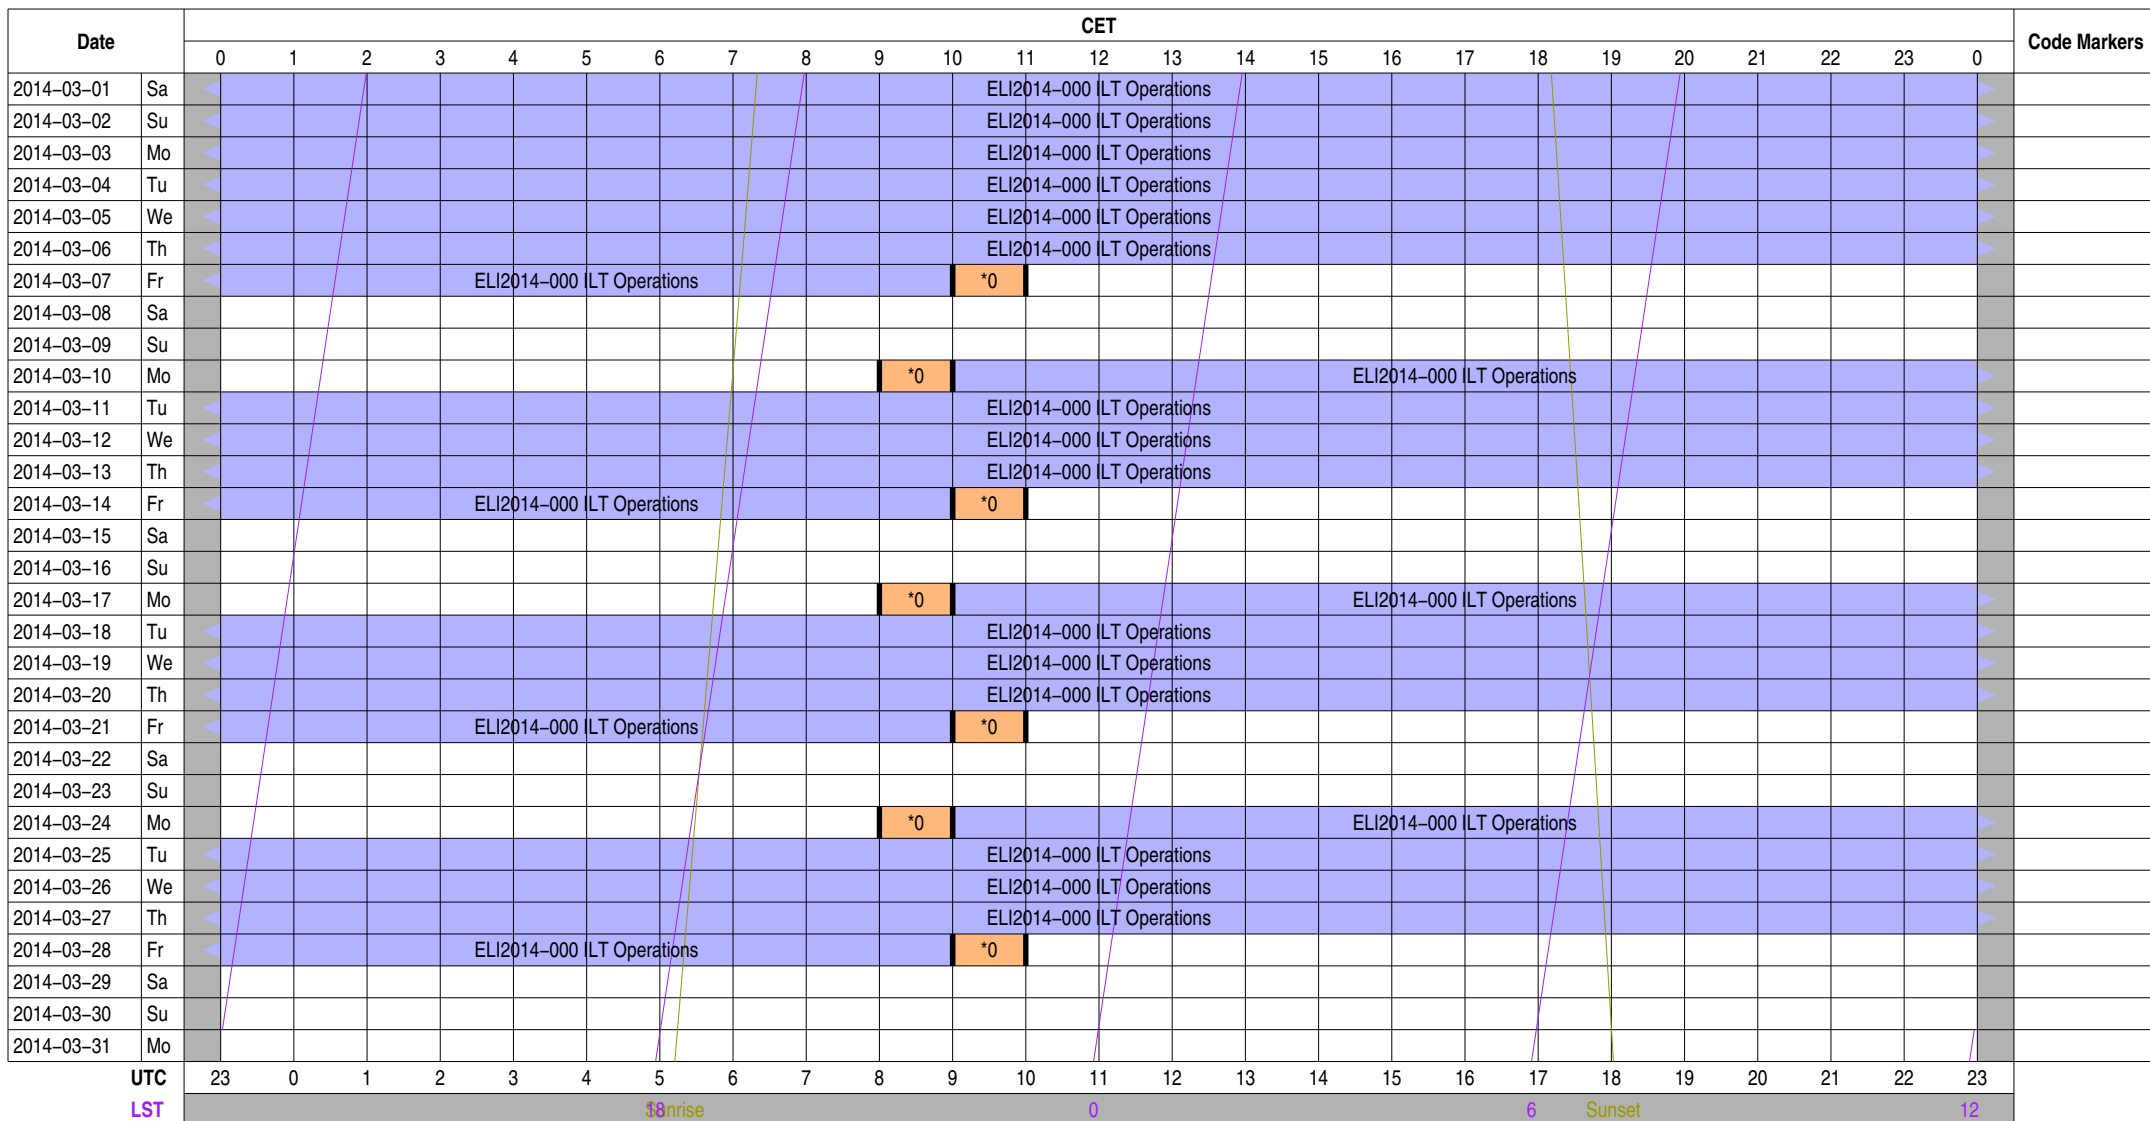 Date CET Code Markers
0 1 2 3 4 5 6 7 8 9 10 11 12 13 14 15 16 17 18 19 20 21 22 23 0
2014–03–01 Sa ELI2014–000 ILT Operations
2014–03–02 Su ELI2014–000 ILT Operations
2014–03–03 Mo ELI2014–000 ILT Operations
2014–03–04 Tu ELI2014–000 ILT Operations
2014–03–05 We ELI2014–000 ILT Operations
2014–03–06 Th ELI2014–000 ILT Operations
2014–03–07 Fr ELI2014–000 ILT Operations *0
2014–03–08 Sa
2014–03–09 Su
2014–03–10 Mo *0 ELI2014–000 ILT Operations
2014–03–11 Tu ELI2014–000 ILT Operations
2014–03–12 We ELI2014–000 ILT Operations
2014–03–13 Th ELI2014–000 ILT Operations
2014–03–14 Fr ELI2014–000 ILT Operations *0
2014–03–15 Sa
2014–03–16 Su
2014–03–17 Mo *0 ELI2014–000 ILT Operations
2014–03–18 Tu ELI2014–000 ILT Operations
2014–03–19 We ELI2014–000 ILT Operations
2014–03–20 Th ELI2014–000 ILT Operations
2014–03–21 Fr ELI2014–000 ILT Operations *0
2014–03–22 Sa
2014–03–23 Su
2014–03–24 Mo *0 ELI2014–000 ILT Operations
2014–03–25 Tu ELI2014–000 ILT Operations
2014–03–26 We ELI2014–000 ILT Operations
2014–03–27 Th ELI2014–000 ILT Operations
2014–03–28 Fr ELI2014–000 ILT Operations *0
2014–03–29 Sa
2014–03–30 Su
2014–03–31 Mo
UTC 23 0 1 2 3 4 5 6 7 8 9 10 11 12 13 14 15 16 17 18 19 20 21 22 23
LST 18 Sunrise 0 6 Sunset 12